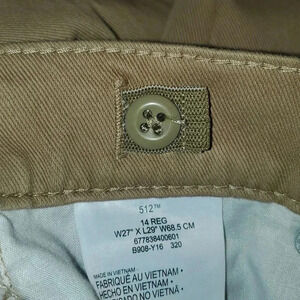 512™
14 REG
W27" X L29" W68.5 CM
677838400601
B908-Y16 320
MADE IN VIETNAM
FABRIQUÉ AU VIETNAM •
HECHO EN VIETNAM •